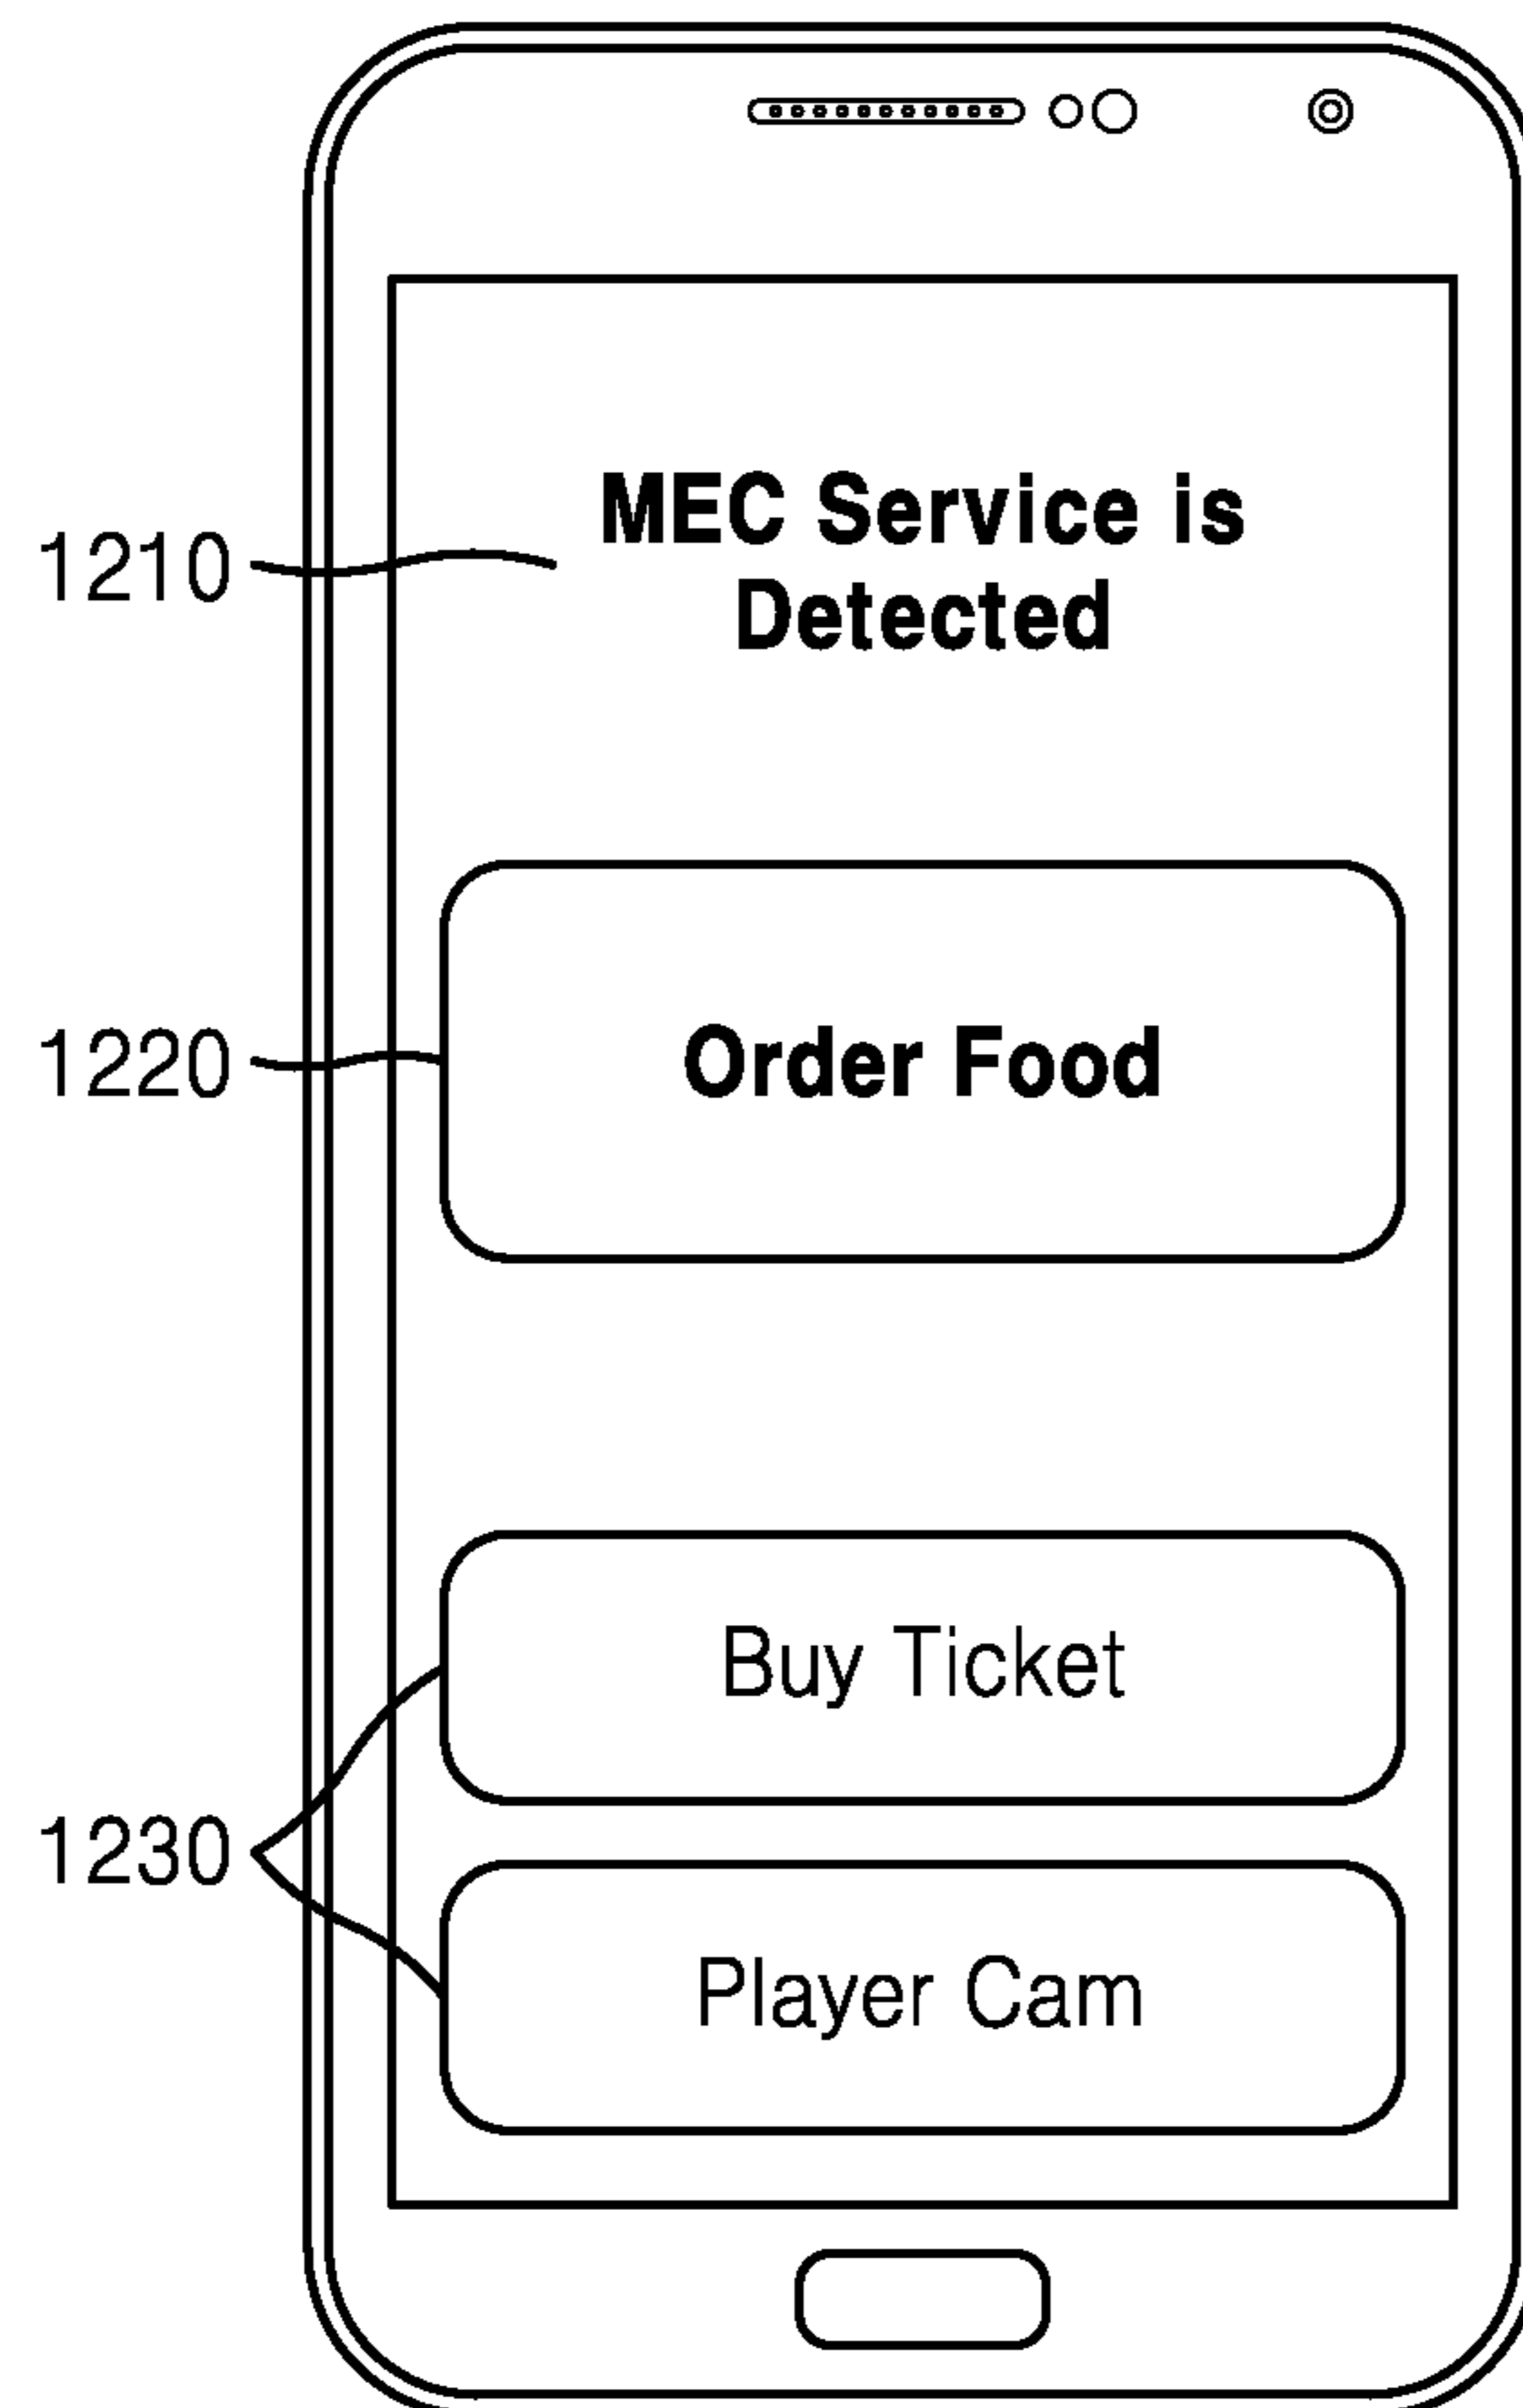 MEC Service is
Detected
1210
Order Food
1220
Buy Ticket
1230
Player Cam